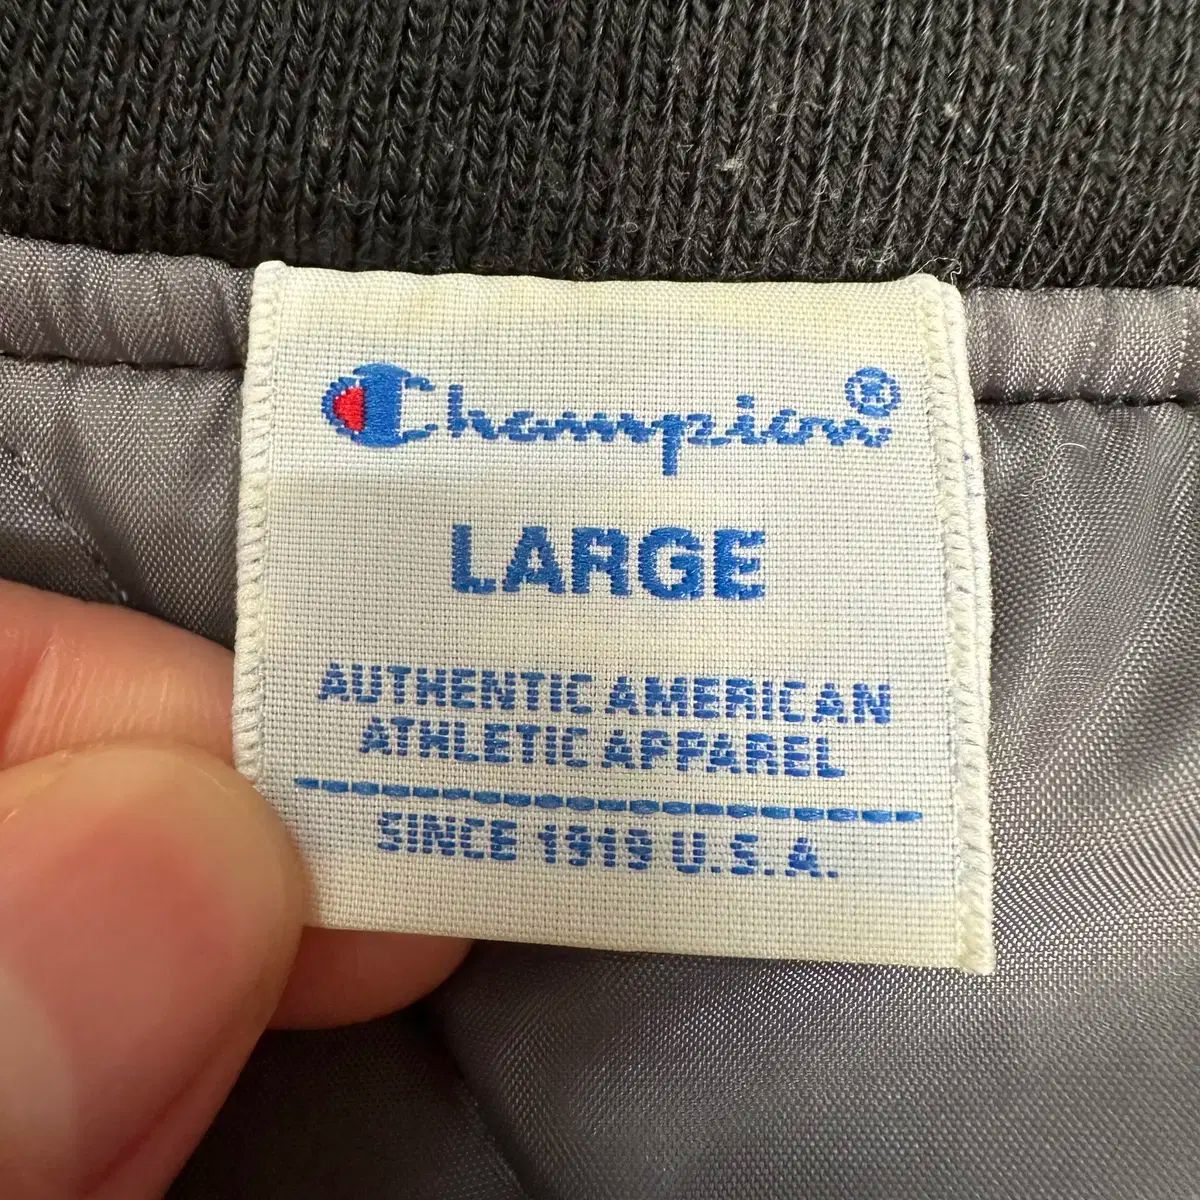 Champion®
LARGE
AUTHENTIC AMERICAN
ATHLETIC APPAREL
SINCE 1919 U.S.A.